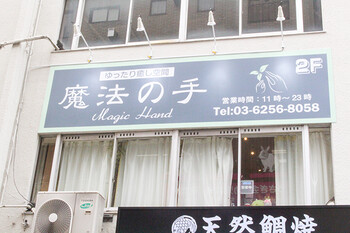 ゆったり癒し空間
魔法の手
Magic Hand
2F
営業時間：11時〜23時
Tel:03-6256-8058
天然鯛焼